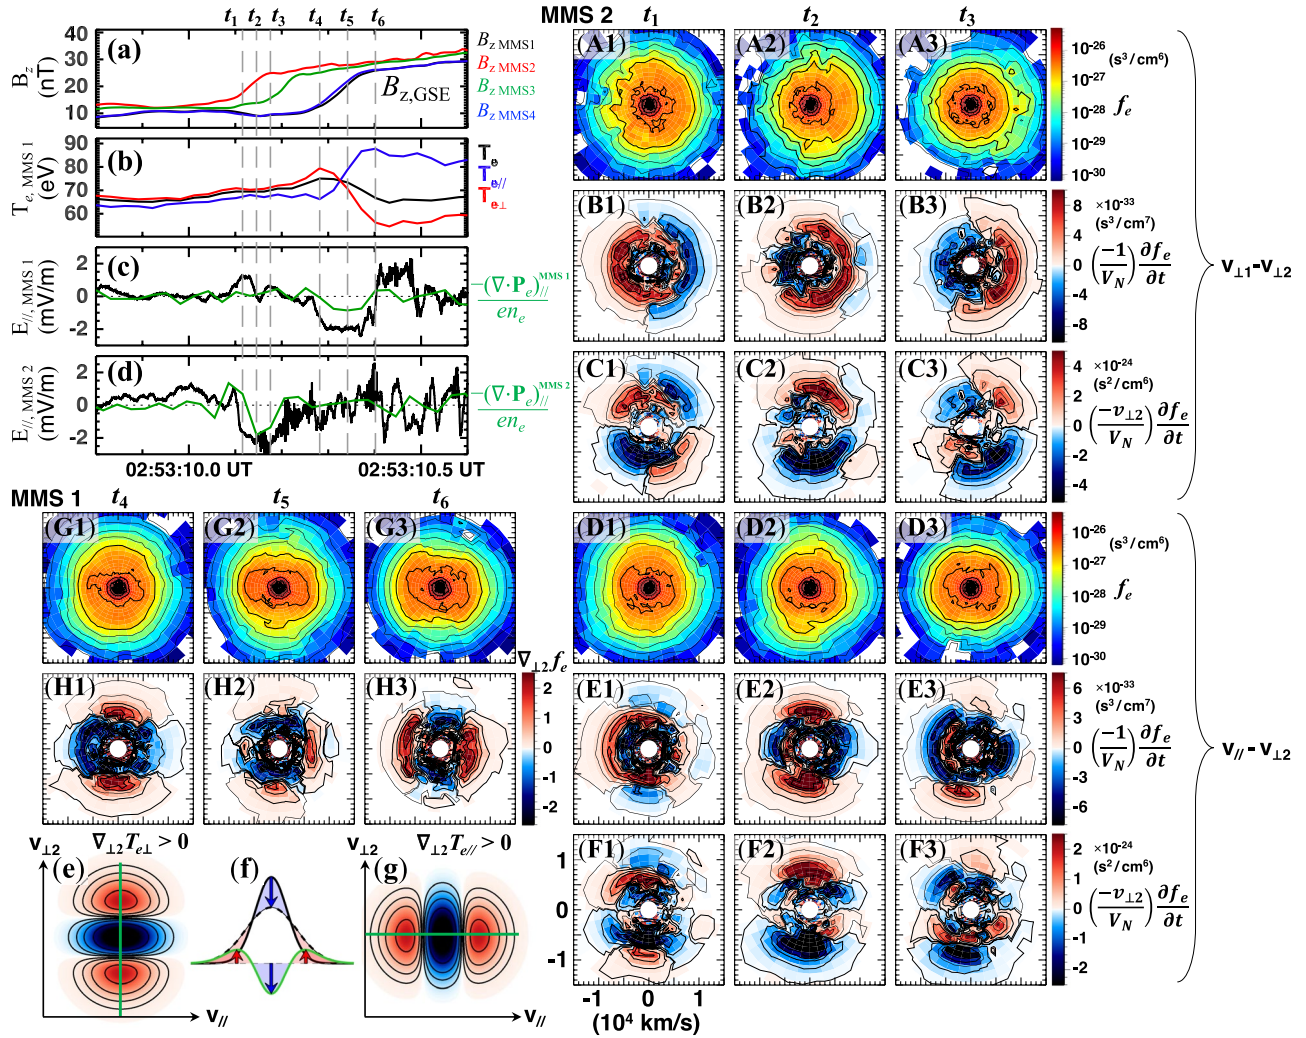 t1 t2 t3 t4 t5 t6
(a)
Bz
(nT)
40
30
20
10
Bz,GSE
Bz MMS1
Bz MMS2
Bz MMS3
Bz MMS4
(b)
Te, MMS 1
(eV)
90
80
70
60
Te
Te//
Te⊥
(c)
E//, MMS 1
(mV/m)
2
0
-2
−(∇·Pe)// MMS 1
ene
(d)
E//, MMS 2
(mV/m)
2
0
-2
−(∇·Pe)// MMS 2
ene
02:53:10.0 UT 02:53:10.5 UT
MMS 2 t1 t2 t3
(A1) (A2) (A3)
10-26
(s3/cm6)
10-27
10-28
fe
10-29
10-30
(B1) (B2) (B3)
8
4
0
-4
-8
×10-33
(s3/cm7)
(−1/VN) ∂fe/∂t
v⊥1-v⊥2
(C1) (C2) (C3)
4
2
0
-2
-4
×10-24
(s2/cm6)
(−v⊥2/VN) ∂fe/∂t
MMS 1 t4 t5 t6
(G1) (G2) (G3)
(D1) (D2) (D3)
10-26
(s3/cm6)
10-27
10-28
fe
10-29
10-30
∇⊥2fe
(H1) (H2) (H3)
2
1
0
-1
-2
(E1) (E2) (E3)
6
3
0
-3
-6
×10-33
(s3/cm7)
(−1/VN) ∂fe/∂t
v// - v⊥2
(F1) (F2) (F3)
1
0
-1
2
1
0
-1
-2
×10-24
(s2/cm6)
(−v⊥2/VN) ∂fe/∂t
-1 0 1
(104 km/s)
v⊥2 ∇⊥2Te⊥ > 0
(e)
v//
(f)
v⊥2 ∇⊥2Te// > 0
(g)
v//